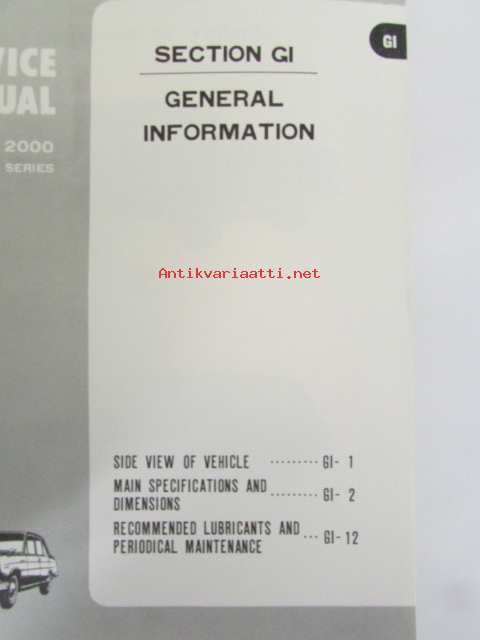 VICE
UAL
2000
SERIES
SECTION GI
GENERAL
INFORMATION
GI
Antikvariaatti.net
SIDE VIEW OF VEHICLE ········· GI- 1
MAIN SPECIFICATIONS AND
DIMENSIONS ········· GI- 2
RECOMMENDED LUBRICANTS AND
PERIODICAL MAINTENANCE ··· GI-12